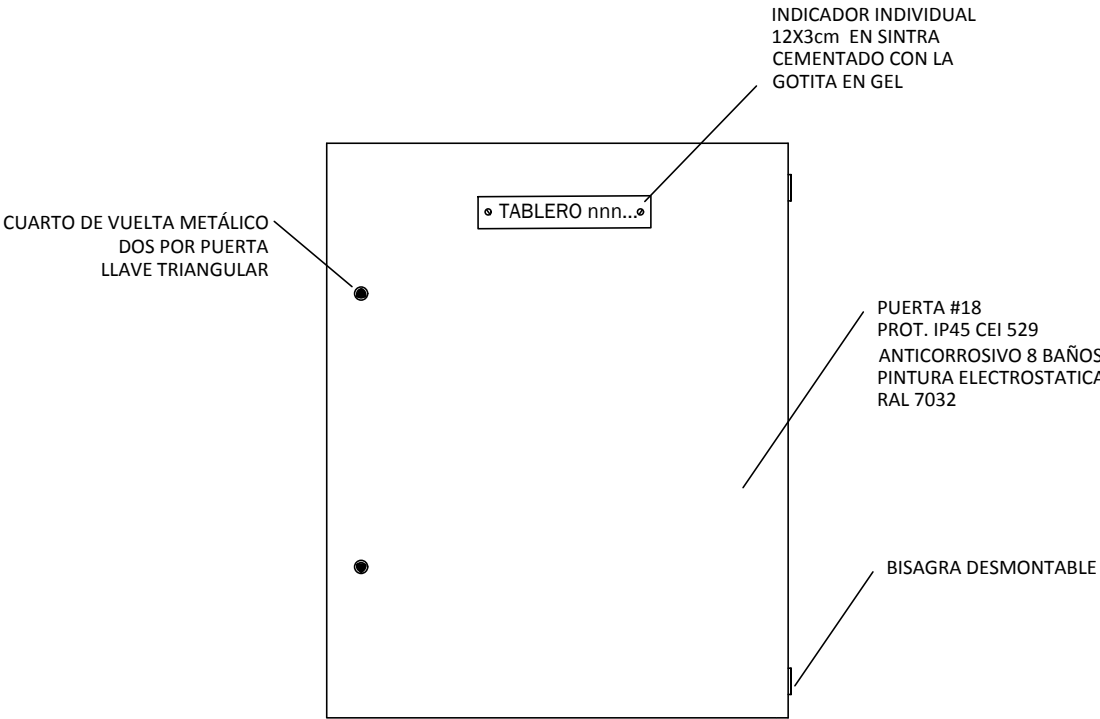 INDICADOR INDIVIDUAL
12X3cm EN SINTRA
CEMENTADO CON LA
GOTITA EN GEL
TABLERO nnn...
CUARTO DE VUELTA METÁLICO
DOS POR PUERTA
LLAVE TRIANGULAR
PUERTA #18
PROT. IP45 CEI 529
ANTICORROSIVO 8 BAÑOS
PINTURA ELECTROSTATICA
RAL 7032
BISAGRA DESMONTABLE